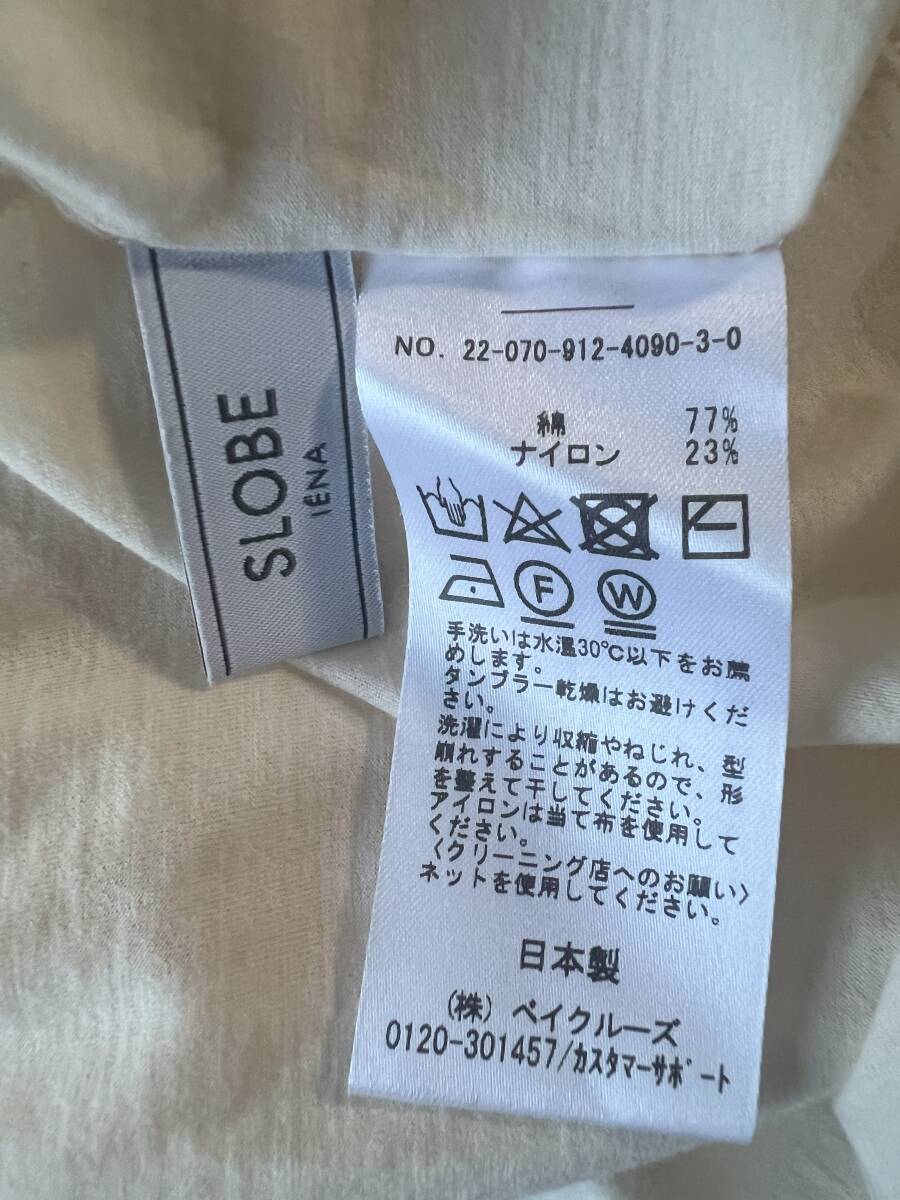 SLOBE
IÉNA
NO. 22-070-912-4090-3-0
綿 77%
ナイロン 23%
F W
手洗いは水温30℃以下をお薦
めします。
タンブラー乾燥はお避けくだ
さい。
洗濯により収縮やねじれ、型
崩れすることがあるので、形
を整えて干してください。
アイロンは当て布を使用して
ください。
〈クリーニング店へのお願い〉
ネットを使用してください。
日本製
(株) ベイクルーズ
0120-301457/カスタマーサポート